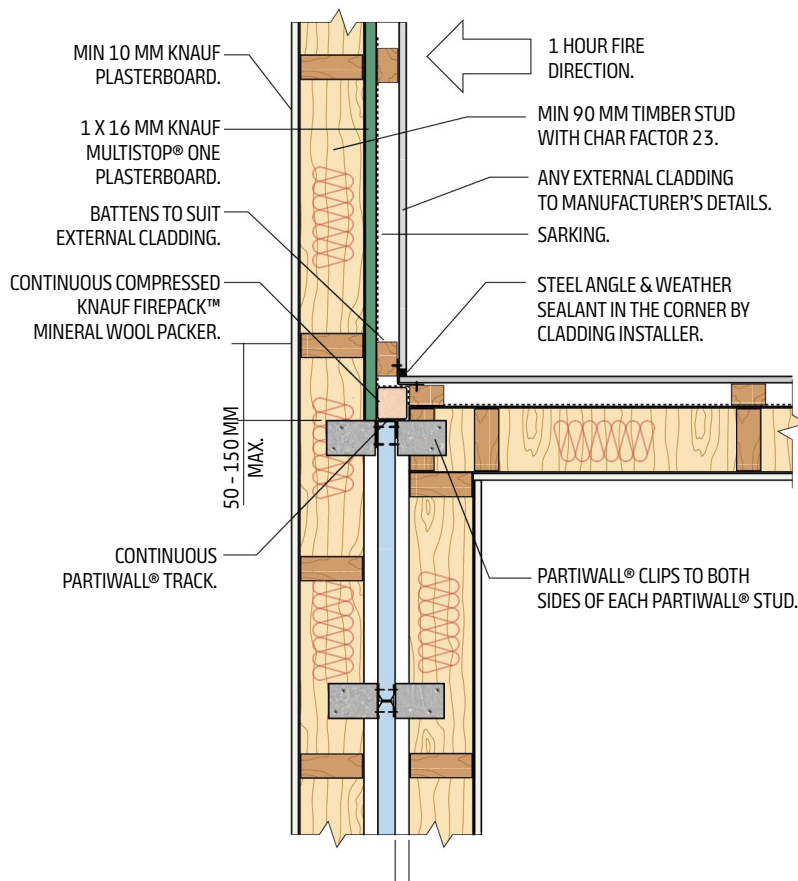 MIN 10 MM KNAUF
PLASTERBOARD.
1 X 16 MM KNAUF
MULTISTOP® ONE
PLASTERBOARD.
BATTENS TO SUIT
EXTERNAL CLADDING.
CONTINUOUS COMPRESSED
KNAUF FIREPACK™
MINERAL WOOL PACKER.
50 - 150 MM
MAX.
CONTINUOUS
PARTIWALL® TRACK.
1 HOUR FIRE
DIRECTION.
MIN 90 MM TIMBER STUD
WITH CHAR FACTOR 23.
ANY EXTERNAL CLADDING
TO MANUFACTURER'S DETAILS.
SARKING.
STEEL ANGLE & WEATHER
SEALANT IN THE CORNER BY
CLADDING INSTALLER.
PARTIWALL® CLIPS TO BOTH
SIDES OF EACH PARTIWALL® STUD.